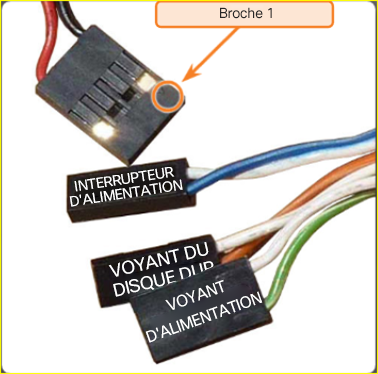 Broche 1
INTERRUPTEUR
D'ALIMENTATION
VOYANT DU
DISQUE DUR
VOYANT
D'ALIMENTATION